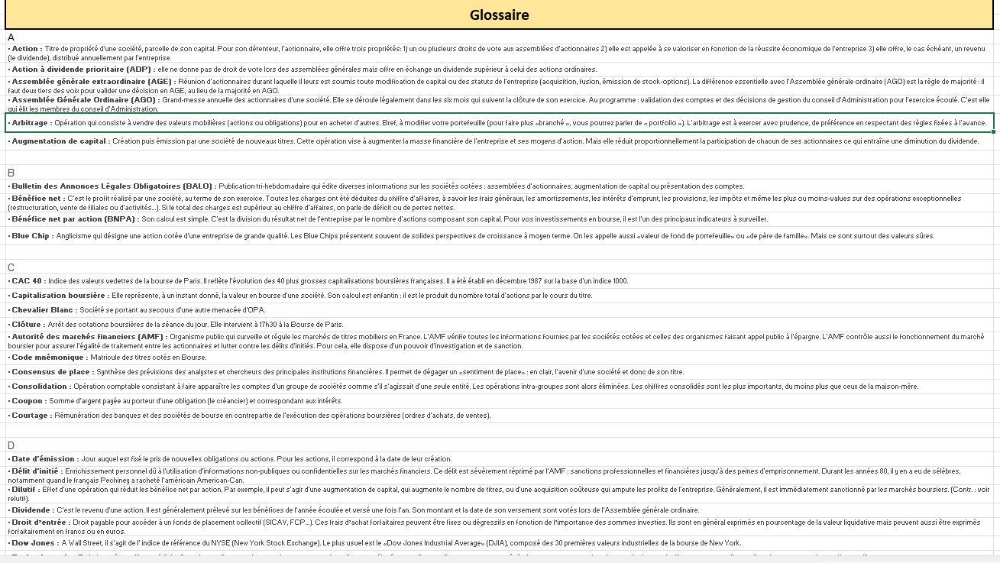 Glossaire
A
• Action : Titre de propriété d'une société, parcelle de son capital. Pour son détenteur, l'actionnaire, elle offre trois propriétés: 1) un ou plusieurs droits de vote aux assemblées d'actionnaires 2) elle est appelée à se valoriser en fonction de la réussite économique de l'entreprise 3) elle offre, le cas échéant, un revenu
(le dividende), distribué annuellement par l'entreprise.
• Action à dividende prioritaire (ADP) : elle ne donne pas de droit de vote lors des assemblées générales mais offre en échange un dividende supérieur à celui des actions ordinaires.
• Assemblée générale extraordinaire (AGE) : Réunion d'actionnaires durant laquelle il leurs est soumis toute modification de capital ou des statuts de l'entreprise (acquisition, fusion, émission de stock-options). La différence essentielle avec l'Assemblée générale ordinaire (AGO) est la règle de majorité : il
faut deux tiers des voix pour valider une décision en AGE, au lieu de la majorité en AGO.
• Assemblée Générale Ordinaire (AGO) : Grand-messe annuelle des actionnaires d'une société. Elle se déroule légalement dans les six mois qui suivent la clôture de son exercice. Au programme : validation des comptes et des décisions de gestion du conseil d'Administration pour l'exercice écoulé. C'est elle
qui élit les membres du conseil d'Administration.
• Arbitrage : Opération qui consiste à vendre des valeurs mobilières (actions ou obligations) pour en acheter d'autres. Bref, à modifier votre portefeuille (pour faire plus «branché », vous pourrez parler de « portfolio »). L'arbitrage est à exercer avec prudence, de préférence en respectant des règles fixées à l'avance.
• Augmentation de capital : Création puis émission par une société de nouveaux titres. Cette opération vise à augmenter la masse financière de l'entreprise et ses moyens d'action. Mais elle réduit proportionnellement la participation de chacun de ses actionnaires ce qui entraîne une diminution du dividende.
B
• Bulletin des Annonces Légales Obligatoires (BALO) : Publication tri-hebdomadaire qui édite diverses informations sur les sociétés cotées : assemblées d'actionnaires, augmentation de capital ou présentation des comptes.
• Bénéfice net : C'est le profit réalisé par une société, au terme de son exercice. Toutes les charges ont été déduites du chiffre d'affaires, à savoir les frais généraux, les amortissements, les intérêts d'emprunt, les provisions, les impôts et même les plus ou moins-values sur des opérations exceptionnelles
(restructuration, vente de filiales ou d'activités...). Si le total des charges est supérieur au chiffre d'affaires, on parle de déficit ou de pertes nettes.
• Bénéfice net par action (BNPA) : Son calcul est simple. C'est la division du résultat net de l'entreprise par le nombre d'actions composant son capital. Pour vos investissements en bourse, il est l'un des principaux indicateurs à surveiller.
• Blue Chip : Anglicisme qui désigne une action cotée d'une entreprise de grande qualité. Les Blue Chips présentent souvent de solides perspectives de croissance à moyen terme. On les appelle aussi «valeur de fond de portefeuille» ou «de père de famille». Mais ce sont surtout des valeurs sûres.
C
• CAC 40 : Indice des valeurs vedettes de la bourse de Paris. Il reflète l'évolution des 40 plus grosses capitalisations boursières françaises. Il a été établi en décembre 1987 sur la base d'un indice 1000.
• Capitalisation boursière : Elle représente, à un instant donné, la valeur en bourse d'une société. Son calcul est enfantin : il est le produit du nombre total d'actions par le cours du titre.
• Chevalier Blanc : Société se portant au secours d'une autre menacée d'OPA.
• Clôture : Arrêt des cotations boursières de la séance du jour. Elle intervient à 17h30 à la Bourse de Paris.
• Autorité des marchés financiers (AMF) : Organisme public qui surveille et régule les marchés de titres mobiliers en France. L'AMF vérifie toutes les informations fournies par les sociétés cotées et celles des organismes faisant appel public à l'épargne. L'AMF contrôle aussi le fonctionnement du marché
boursier pour assurer l'égalité de traitement entre les actionnaires et lutter contre les délits d'initiés. Pour cela, elle dispose d'un pouvoir d'investigation et de sanction.
• Code mnémonique : Matricule des titres cotés en Bourse.
• Consensus de place : Synthèse des prévisions des analystes et chercheurs des principales institutions financières. Il permet de dégager un «sentiment de place» : en clair, l'avenir d'une société et donc de son titre.
• Consolidation : Opération comptable consistant à faire apparaître les comptes d'un groupe de sociétés comme s'il s'agissait d'une seule entité. Les opérations intra-groupes sont alors éliminées. Les chiffres consolidés sont les plus importants, du moins plus que ceux de la maison-mère.
• Coupon : Somme d'argent payée au porteur d'une obligation (le créancier) et correspondant aux intérêts.
• Courtage : Rémunération des banques et des sociétés de bourse en contrepartie de l'exécution des opérations boursières (ordres d'achats, de ventes).
D
• Date d'émission : Jour auquel est fixé le prix de nouvelles obligations ou actions. Pour les actions, il correspond à la date de leur création.
• Délit d'initié : Enrichissement personnel dû à l'utilisation d'informations non-publiques ou confidentielles sur les marchés financiers. Ce délit est sévèrement réprimé par l'AMF : sanctions professionnelles et financières jusqu'à des peines d'emprisonnement. Durant les années 80, il y en a eu de célèbres,
notamment quand le français Pechiney a racheté l'américain American-Can.
• Dilutif : Effet d'une opération qui réduit les bénéfice net par action. Par exemple, il peut s'agir d'une augmentation de capital, qui augmente le nombre de titres, ou d'une acquisition coûteuse qui ampute les profits de l'entreprise. Généralement, il est immédiatement sanctionné par les marchés boursiers. (Contr. : voir
relutif).
• Dividende : C'est le revenu d'une action. Il est généralement prélevé sur les bénéfices de l'année écoulée et versé une fois l'an. Son montant et la date de son versement sont votés lors de l'Assemblée générale ordinaire.
• Droit d'entrée : Droit payable pour accéder à un fonds de placement collectif (SICAV, FCP...). Ces frais d'achat forfaitaires peuvent être fixes ou dégressifs en fonction de l'importance des sommes investies. Ils sont en général exprimés en pourcentage de la valeur liquidative mais peuvent aussi être exprimés
forfaitairement en francs ou en euros.
• Dow Jones : A Wall Street, il s'agit de l' indice de référence du NYSE (New York Stock Exchange). Le plus usuel est le «Dow Jones Industrial Average» (DJIA), composé des 30 premières valeurs industrielles de la bourse de New York.